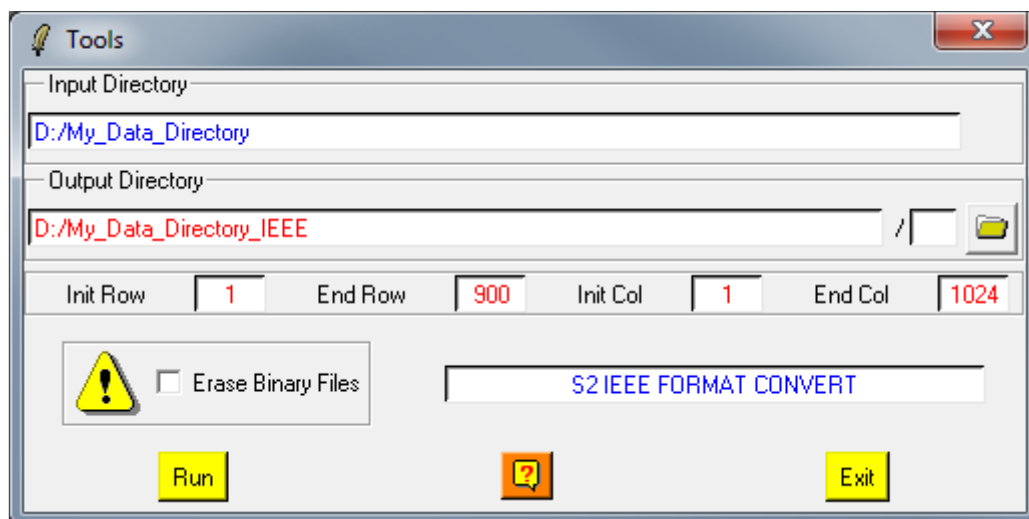 Tools
x
Input Directory
D:/My_Data_Directory
Output Directory
D:/My_Data_Directory_IEEE /
Init Row 1 End Row 900 Init Col 1 End Col 1024
! Erase Binary Files S2 IEEE FORMAT CONVERT
Run ? Exit